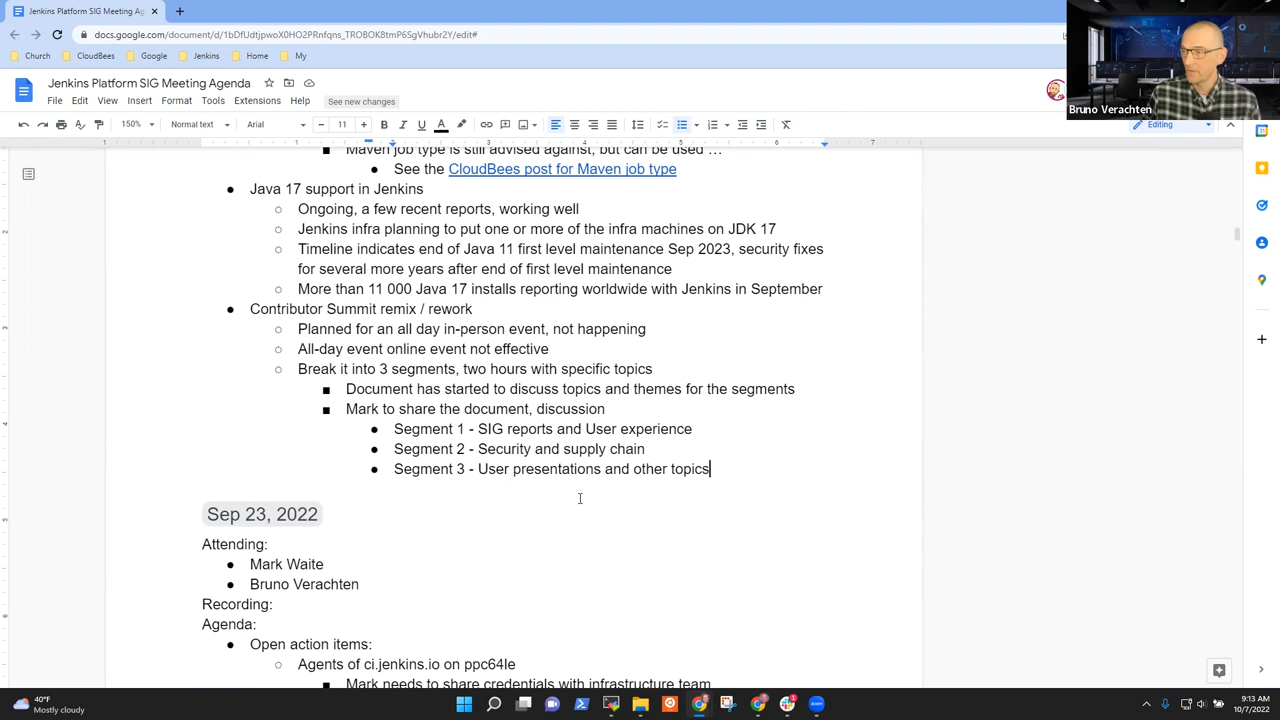 Jenkins Platform SIG Meeting Ag
docs.google.com/document/d/1bDfUdtjpwoX0HO2PRnfqns_TROBOK8tmP6SgVhubr2Y/edit#
Church
CloudBees
Google
Jenkins
Home
My
Jenkins Platform SIG Meeting Agenda
File Edit View Insert Format Tools Extensions Help
See new changes
Bruno Verachten
150%
Normal text
Arial
11
Editing
Maven job type is still advised against, but can be used …
See the CloudBees post for Maven job type
Java 17 support in Jenkins
Ongoing, a few recent reports, working well
Jenkins infra planning to put one or more of the infra machines on JDK 17
Timeline indicates end of Java 11 first level maintenance Sep 2023, security fixes
for several more years after end of first level maintenance
More than 11 000 Java 17 installs reporting worldwide with Jenkins in September
Contributor Summit remix / rework
Planned for an all day in-person event, not happening
All-day event online event not effective
Break it into 3 segments, two hours with specific topics
Document has started to discuss topics and themes for the segments
Mark to share the document, discussion
Segment 1 - SIG reports and User experience
Segment 2 - Security and supply chain
Segment 3 - User presentations and other topics
Sep 23, 2022
Attending:
Mark Waite
Bruno Verachten
Recording:
Agenda:
Open action items:
Agents of ci.jenkins.io on ppc64le
Mark needs to share credentials with infrastructure team
40°F
Mostly cloudy
9:13 AM
10/7/2022